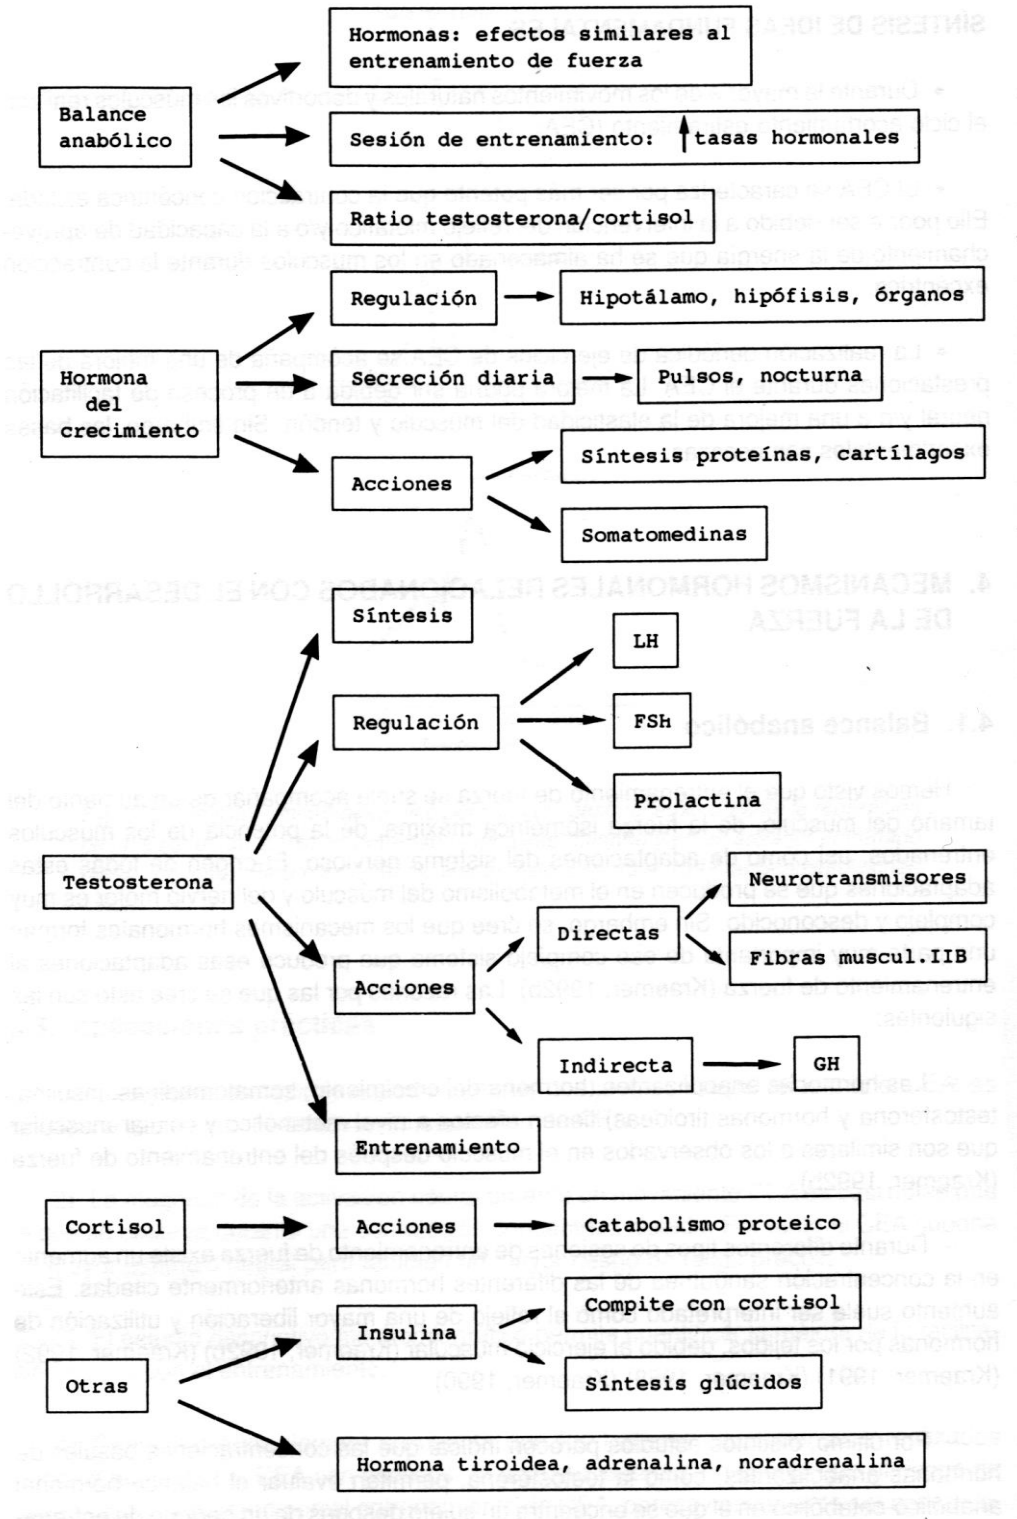 Hormonas: efectos similares al
entrenamiento de fuerza
Balance
anabólico
Sesión de entrenamiento: ↑tasas hormonales
Ratio testosterona/cortisol
Regulación
Hipotálamo, hipófisis, órganos
Hormona
del
crecimiento
Secreción diaria
Pulsos, nocturna
Acciones
Síntesis proteínas, cartílagos
Somatomedinas
Síntesis
Regulación
LH
FSH
Prolactina
Testosterona
Acciones
Directas
Neurotransmisores
Fibras muscul.IIB
Indirecta
GH
Entrenamiento
Cortisol
Acciones
Catabolismo proteico
Otras
Insulina
Compite con cortisol
Síntesis glúcidos
Hormona tiroidea, adrenalina, noradrenalina